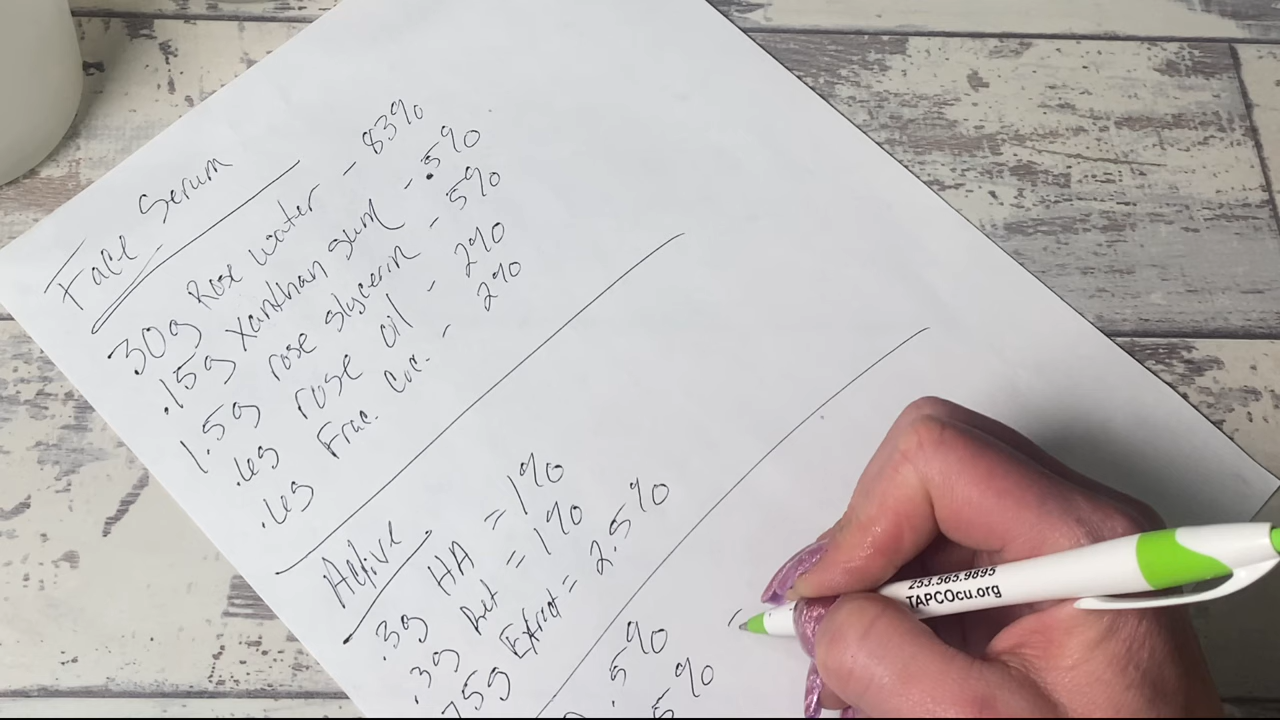 Face Serum
30g Rose water - 83%
.15g Xanthan gum - .5%
1.5g rose glycerin - 5%
.6g rose oil - 2%
.6g Frac. Coc. - 2%
Active
.3g HA = 1%
.3g Ret = 1%
75g Extract = 2.5%
.5%
5%
253.565.9895
TAPCOcu.org